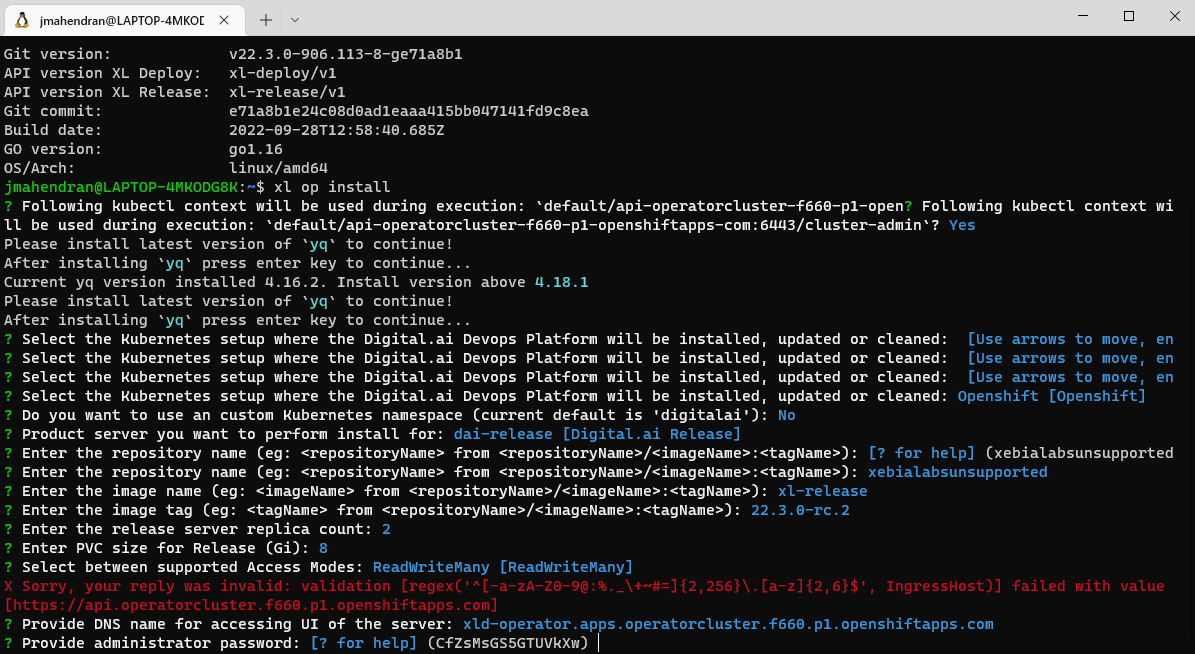 jmahendran@LAPTOP-4MKOD
Git version:             v22.3.0-906.113-8-ge71a8b1
API version XL Deploy:   xl-deploy/v1
API version XL Release:  xl-release/v1
Git commit:              e71a8b1e24c08d0ad1eaaa415bb047141fd9c8ea
Build date:              2022-09-28T12:58:40.685Z
GO version:              go1.16
OS/Arch:                 linux/amd64
jmahendran@LAPTOP-4MKODG8K:~$ xl op install
? Following kubectl context will be used during execution: `default/api-operatorcluster-f660-p1-open? Following kubectl context wi
ll be used during execution: `default/api-operatorcluster-f660-p1-openshiftapps-com:6443/cluster-admin`? Yes
Please install latest version of `yq` to continue!
After installing `yq` press enter key to continue...
Current yq version installed 4.16.2. Install version above 4.18.1
Please install latest version of `yq` to continue!
After installing `yq` press enter key to continue...
? Select the Kubernetes setup where the Digital.ai Devops Platform will be installed, updated or cleaned:  [Use arrows to move, en
? Select the Kubernetes setup where the Digital.ai Devops Platform will be installed, updated or cleaned:  [Use arrows to move, en
? Select the Kubernetes setup where the Digital.ai Devops Platform will be installed, updated or cleaned:  [Use arrows to move, en
? Select the Kubernetes setup where the Digital.ai Devops Platform will be installed, updated or cleaned: Openshift [Openshift]
? Do you want to use an custom Kubernetes namespace (current default is 'digitalai'): No
? Product server you want to perform install for: dai-release [Digital.ai Release]
? Enter the repository name (eg: <repositoryName> from <repositoryName>/<imageName>:<tagName>): [? for help] (xebialabsunsupported
? Enter the repository name (eg: <repositoryName> from <repositoryName>/<imageName>:<tagName>): xebialabsunsupported
? Enter the image name (eg: <imageName> from <repositoryName>/<imageName>:<tagName>): xl-release
? Enter the image tag (eg: <tagName> from <repositoryName>/<imageName>:<tagName>): 22.3.0-rc.2
? Enter the release server replica count: 2
? Enter PVC size for Release (Gi): 8
? Select between supported Access Modes: ReadWriteMany [ReadWriteMany]
X Sorry, your reply was invalid: validation [regex('^[-a-zA-Z0-9@:%._\+~#=]{2,256}\.[a-z]{2,6}$', IngressHost)] failed with value
[https://api.operatorcluster.f660.p1.openshiftapps.com]
? Provide DNS name for accessing UI of the server: xld-operator.apps.operatorcluster.f660.p1.openshiftapps.com
? Provide administrator password: [? for help] (CfZsMsGS5GTUVkXw)